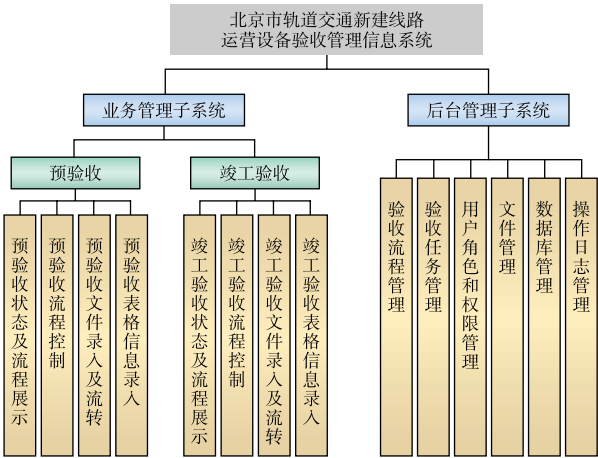 北京市轨道交通新建线路
运营设备验收管理信息系统
业务管理子系统
后台管理子系统
预验收
竣工验收
预验收状态及流程展示
预验收流程控制
预验收文件录入及流转
预验收表格信息录入
竣工验收状态及流程展示
竣工验收流程控制
竣工验收文件录入及流转
竣工验收表格信息录入
验收流程管理
验收任务管理
用户角色和权限管理
文件管理
数据库管理
操作日志管理